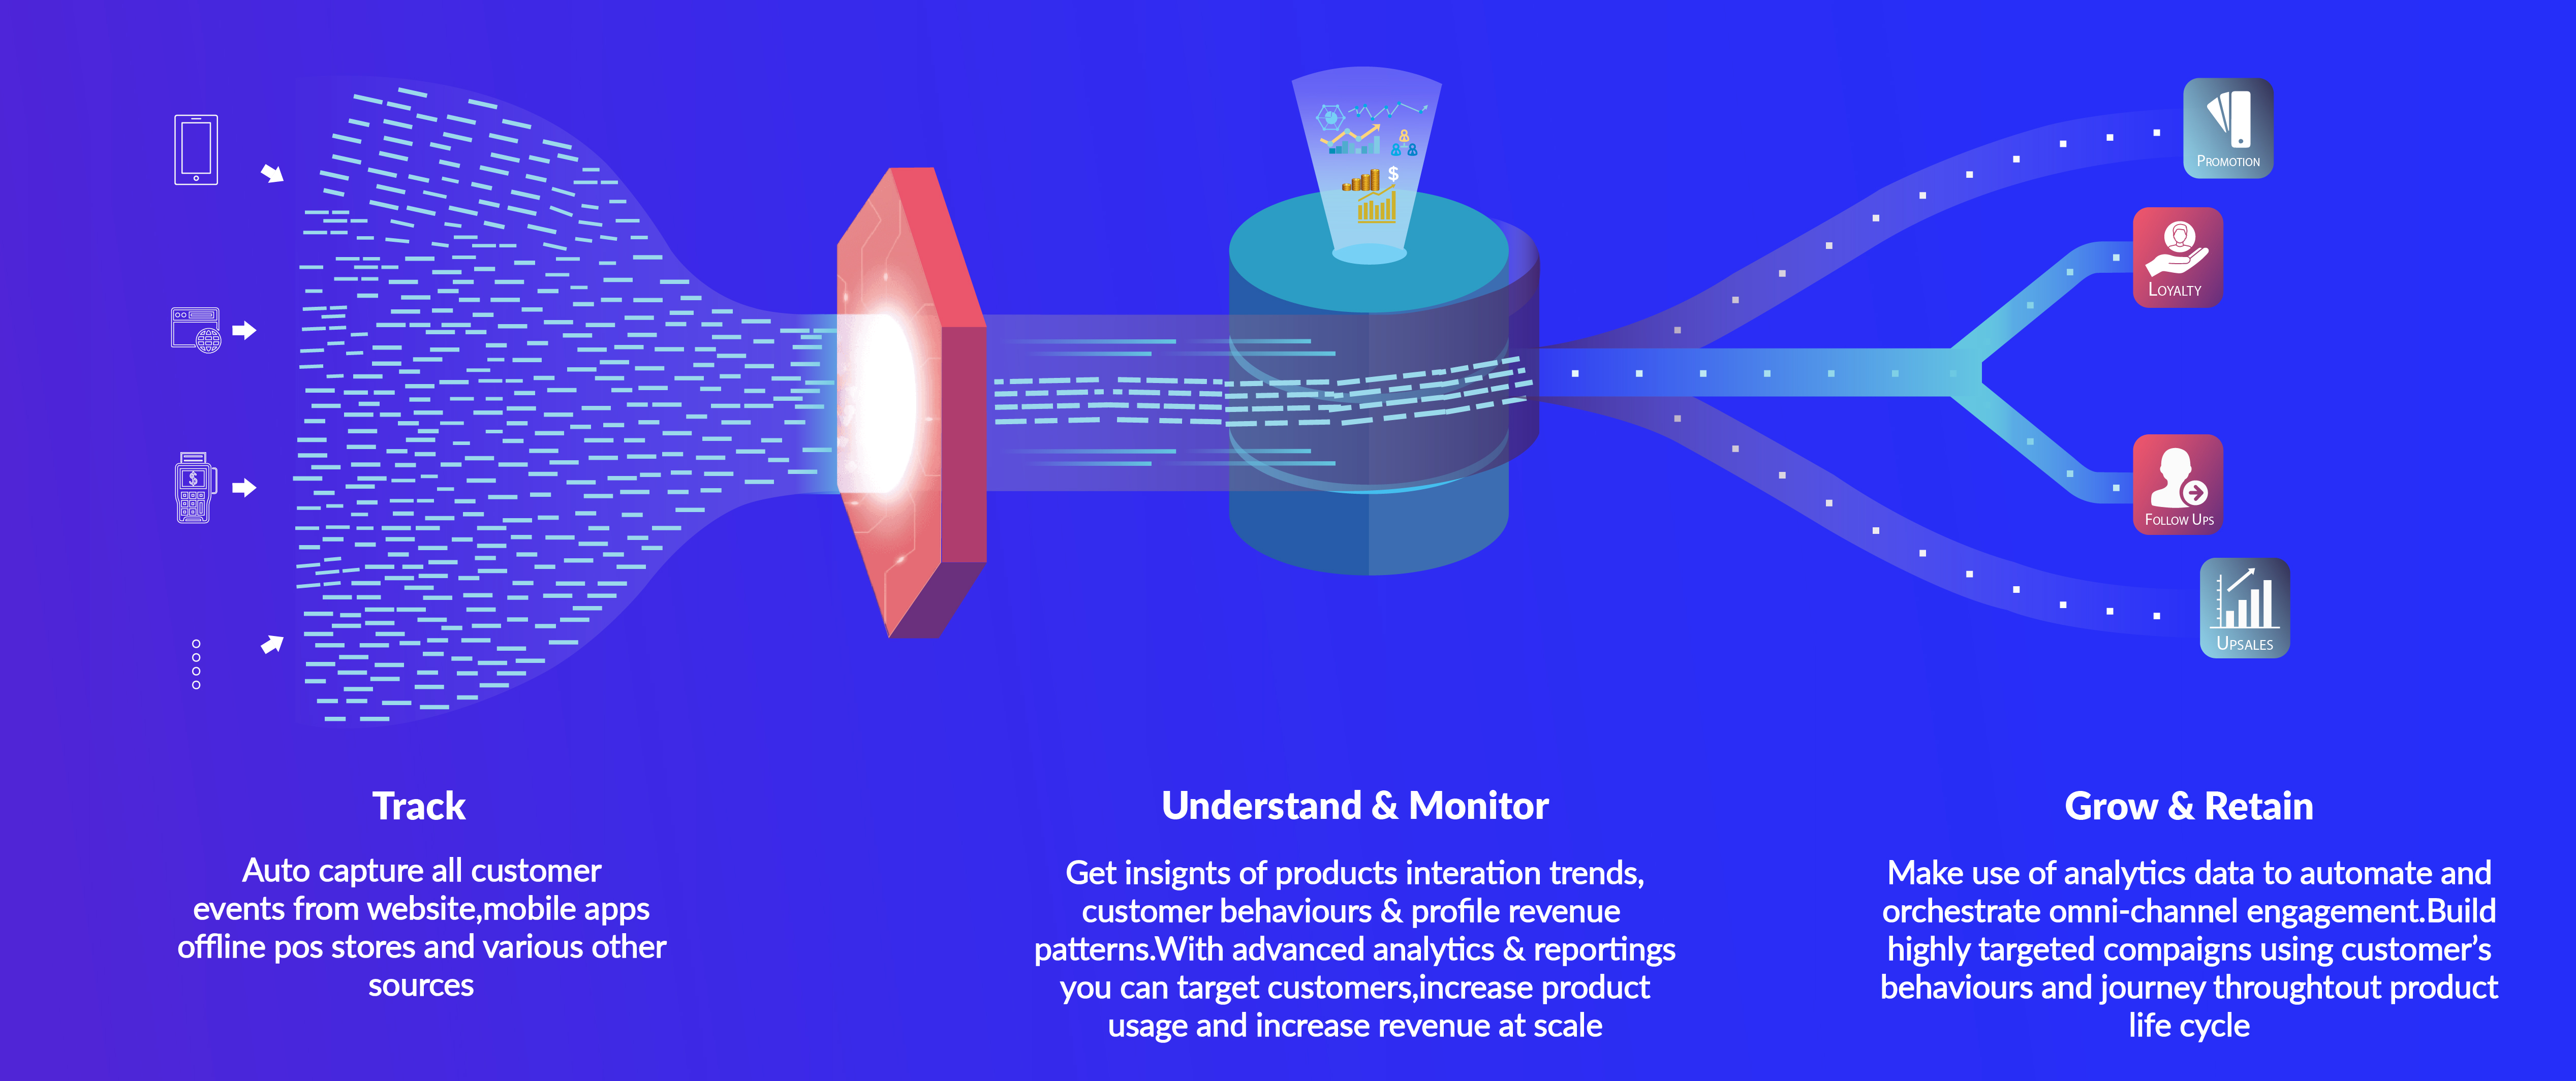 $
$
PROMOTION
LOYALTY
FOLLOW UPS
UPSALES
Track
Auto capture all customer
events from website,mobile apps
offline pos stores and various other
sources
Understand & Monitor
Get insignts of products interation trends,
customer behaviours & profile revenue
patterns.With advanced analytics & reportings
you can target customers,increase product
usage and increase revenue at scale
Grow & Retain
Make use of analytics data to automate and
orchestrate omni-channel engagement.Build
highly targeted compaigns using customer’s
behaviours and journey throughtout product
life cycle